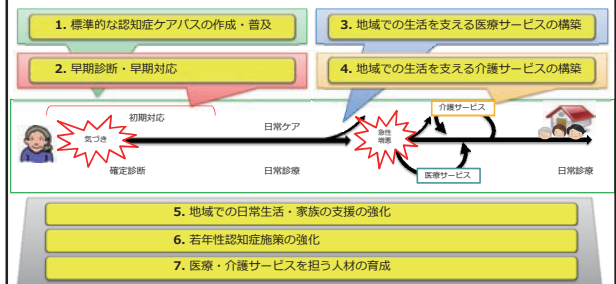 1. 標準的な認知症ケアパスの作成・普及
3. 地域での生活を支える医療サービスの構築
2. 早期診断・早期対応
4. 地域での生活を支える介護サービスの構築
初期対応
気づき
日常ケア
急性
増悪
介護サービス
確定診断
日常診療
医療サービス
日常診療
5. 地域での日常生活・家族の支援の強化
6. 若年性認知症施策の強化
7. 医療・介護サービスを担う人材の育成